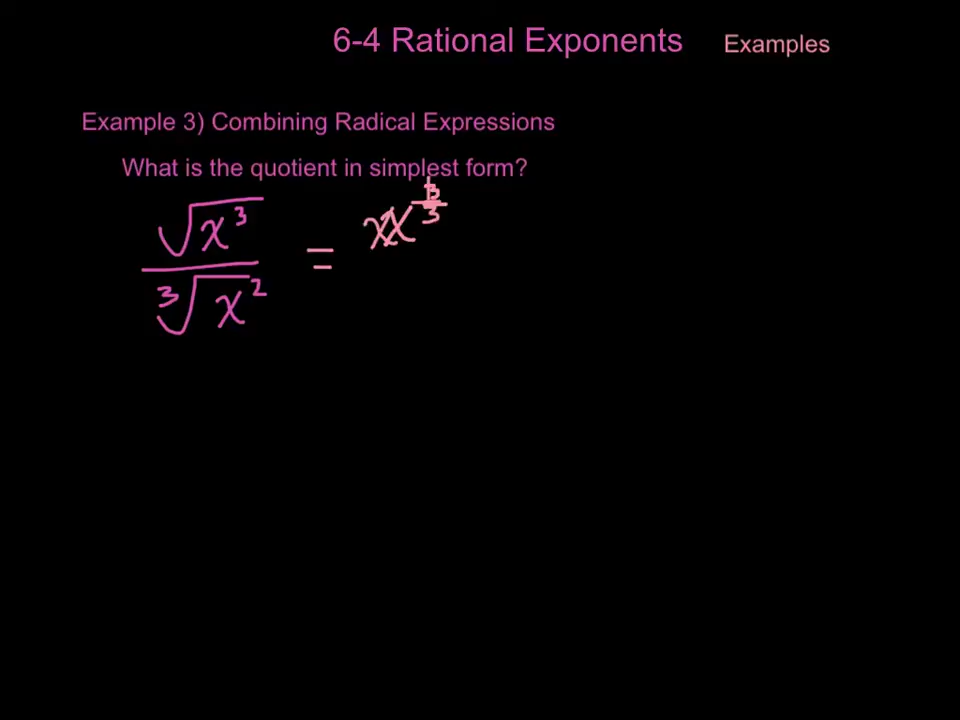 6-4 Rational Exponents Examples
Example 3) Combining Radical Expressions
What is the quotient in simplest form?
√x³
=
³√x²